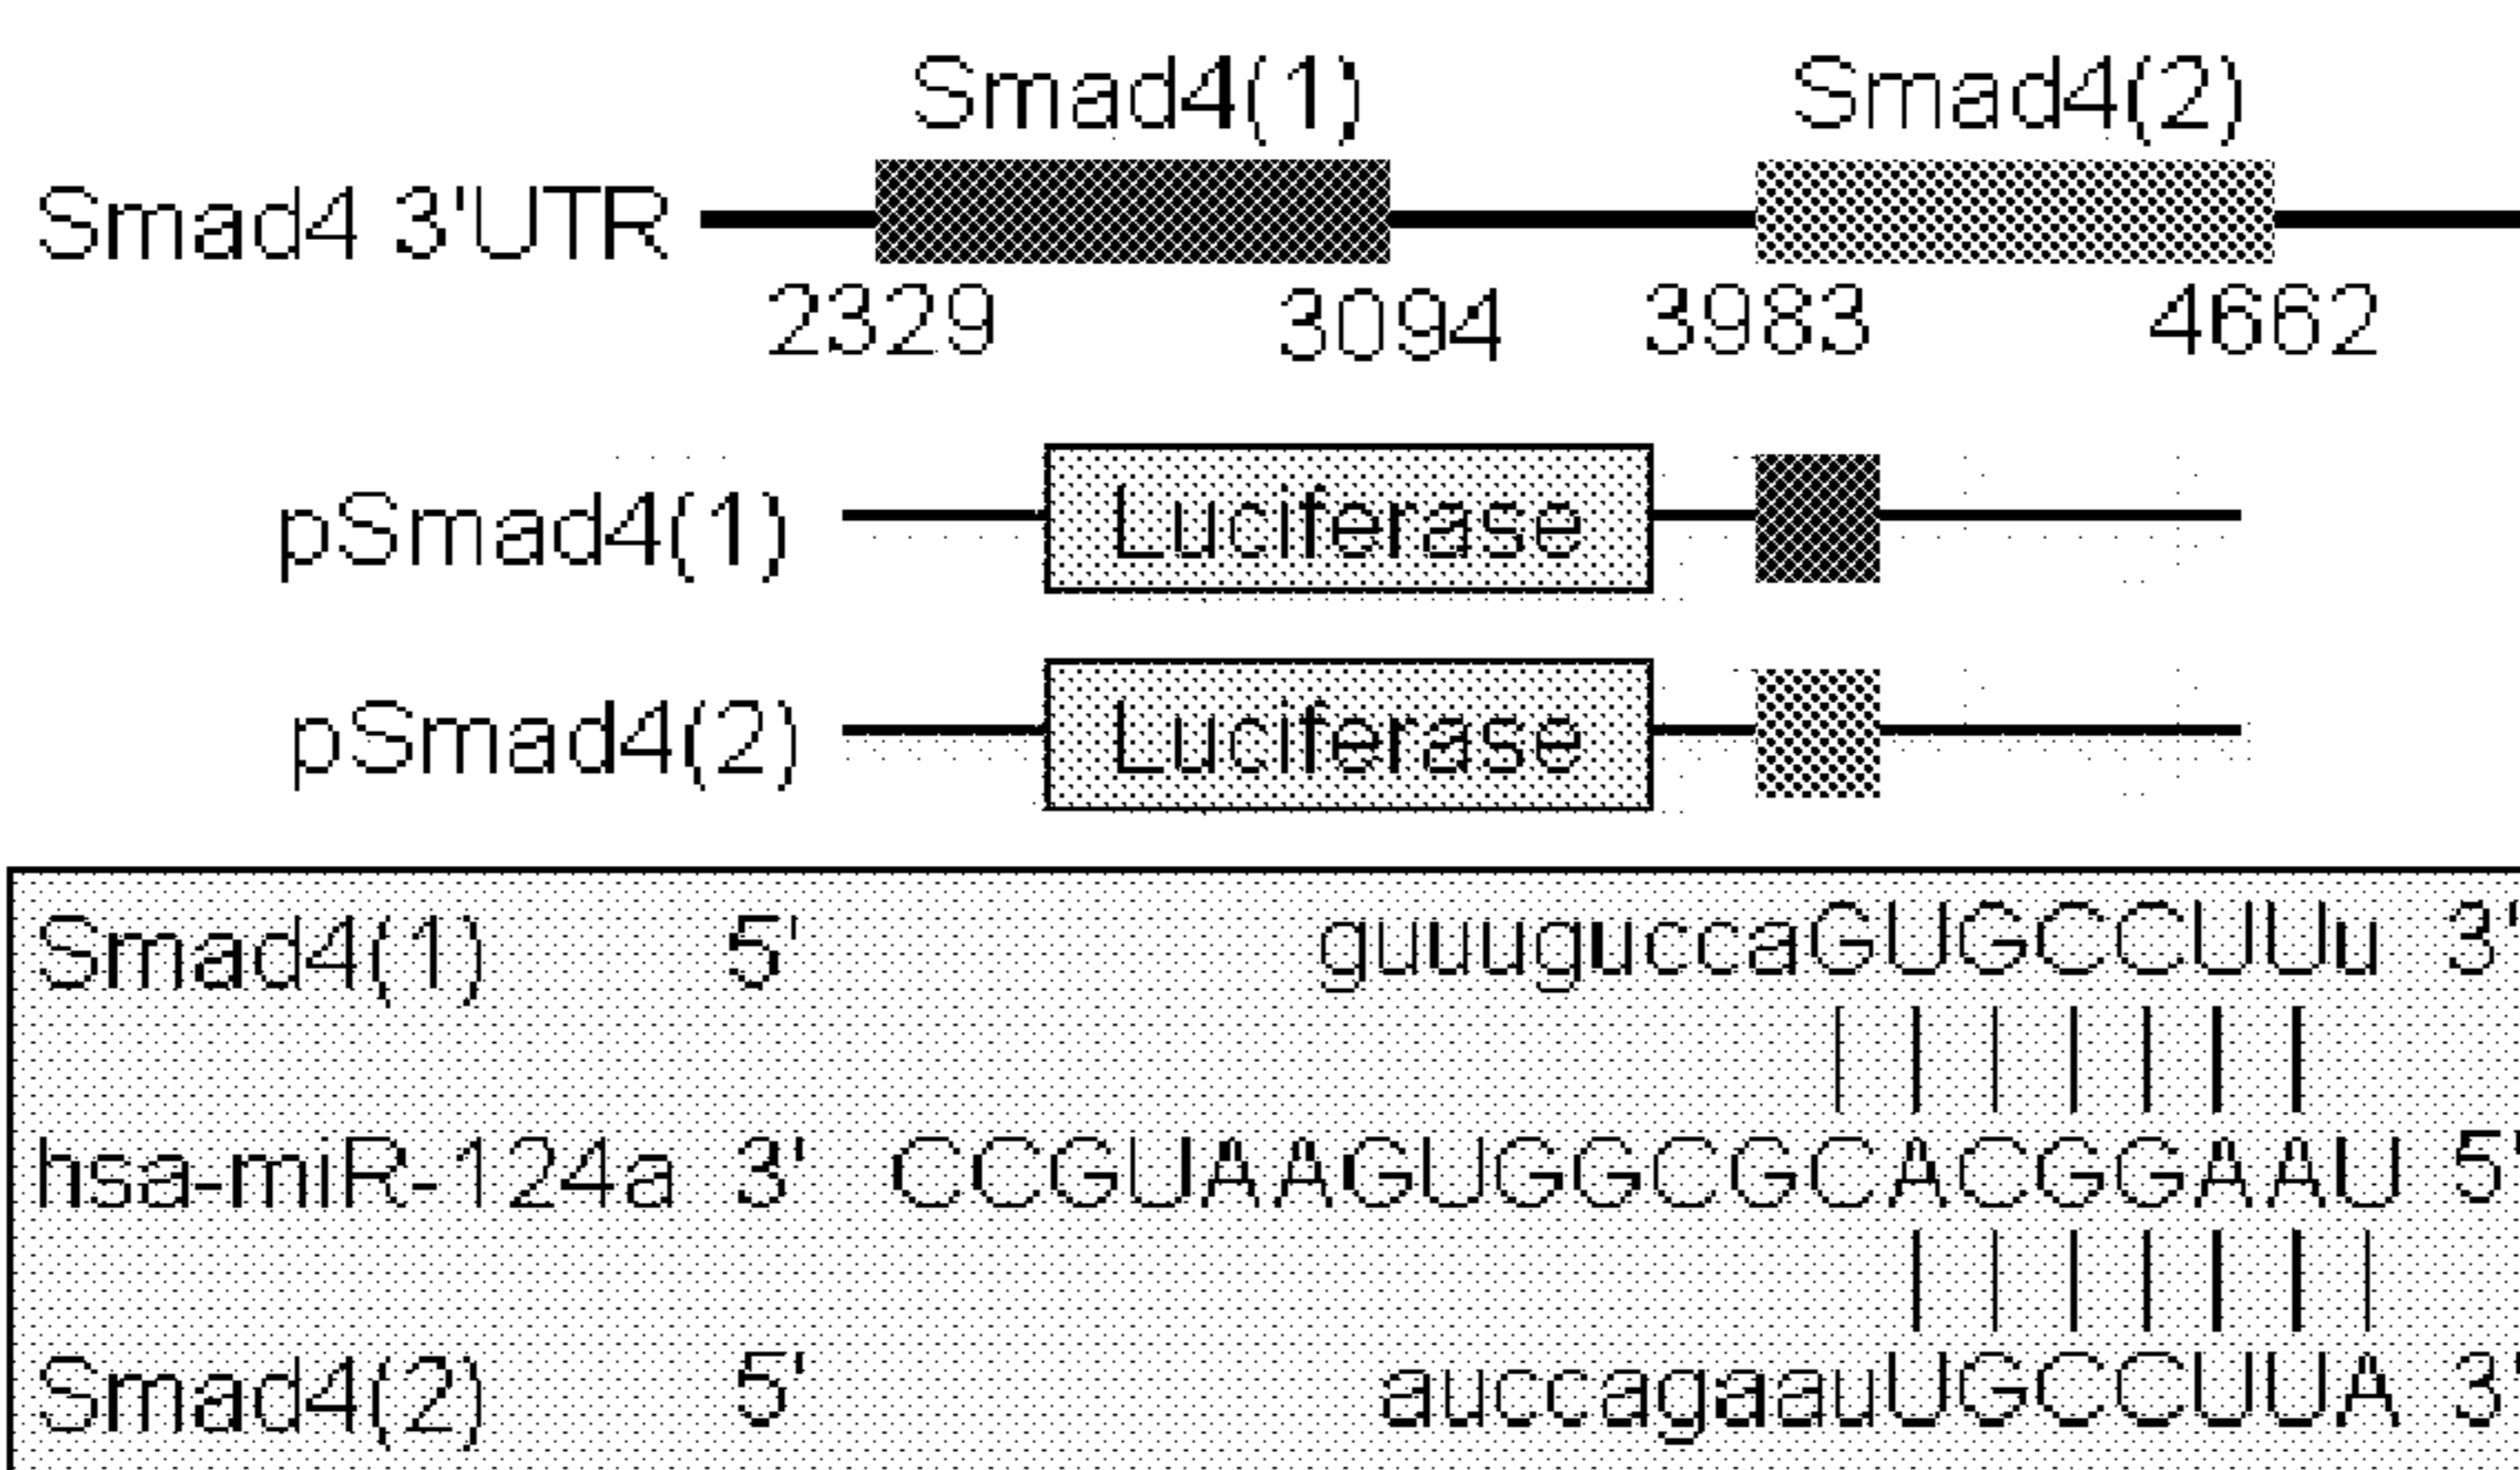 Smad4(1) Smad4(2)
Smad4 3'UTR
2329 3094 3983 4662
pSmad4(1) Luciferase
pSmad4(2) Luciferase
Smad4(1) 5' guuuguccaGUGCCUUu 3'
hsa-miR-124a 3' CCGUAAGUGGCGCACGGAAU 5'
Smad4(2) 5' auccagaauUGCCUUA 3'